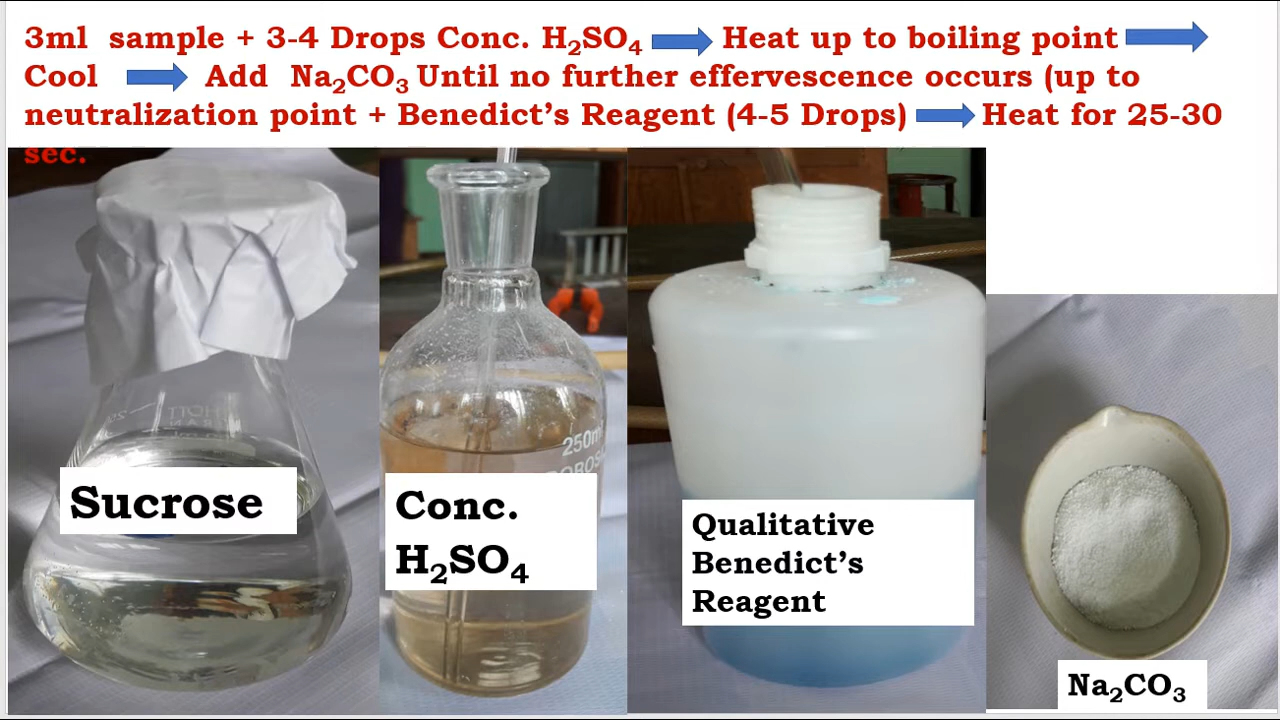 3ml sample + 3-4 Drops Conc. H₂SO₄ → Heat up to boiling point →
Cool → Add Na₂CO₃ Until no further effervescence occurs (up to
neutralization point + Benedict's Reagent (4-5 Drops) → Heat for 25-30
sec.
Sucrose
Conc.
H₂SO₄
250m
Qualitative
Benedict’s
Reagent
Na₂CO₃